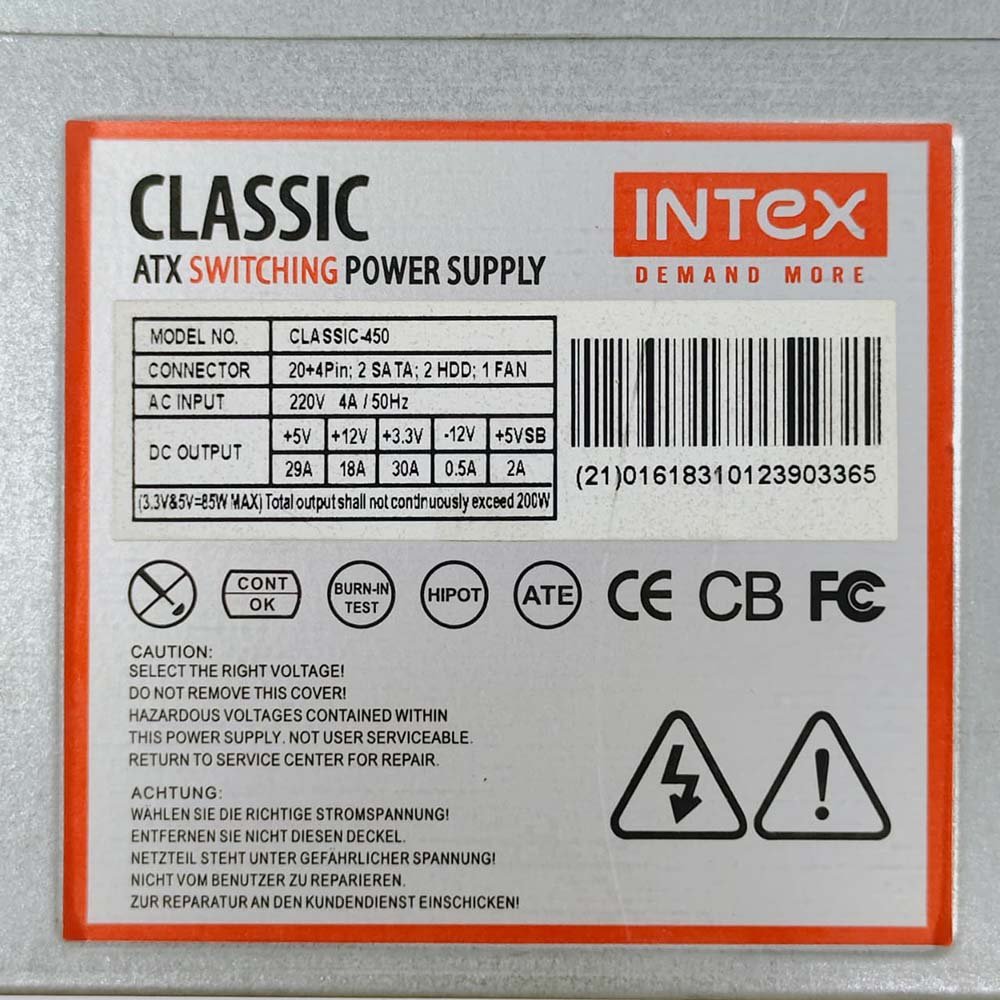 CLASSIC
ATX SWITCHING POWER SUPPLY
INTEX
DEMAND MORE
MODEL NO. CLASSIC-450
CONNECTOR 20+4Pin; 2 SATA; 2 HDD; 1 FAN
AC INPUT 220V 4A / 50Hz
DC OUTPUT +5V +12V +3.3V -12V +5VSB
29A 18A 30A 0.5A 2A
(3.3V&5V=85W MAX) Total output shall not continuously exceed 200W
(21)01618310123903365
CONT
OK
BURN-IN
TEST
HIPOT
ATE
CE
CB
FC
CAUTION:
SELECT THE RIGHT VOLTAGE!
DO NOT REMOVE THIS COVER!
HAZARDOUS VOLTAGES CONTAINED WITHIN
THIS POWER SUPPLY. NOT USER SERVICEABLE.
RETURN TO SERVICE CENTER FOR REPAIR.
ACHTUNG:
WÄHLEN SIE DIE RICHTIGE STROMSPANNUNG!
ENTFERNEN SIE NICHT DIESEN DECKEL.
NETZTEIL STEHT UNTER GEFÄHRLICHER SPANNUNG!
NICHT VOM BENUTZER ZU REPARIEREN.
ZUR REPARATUR AN DEN KUNDENDIENST EINSCHICKEN!